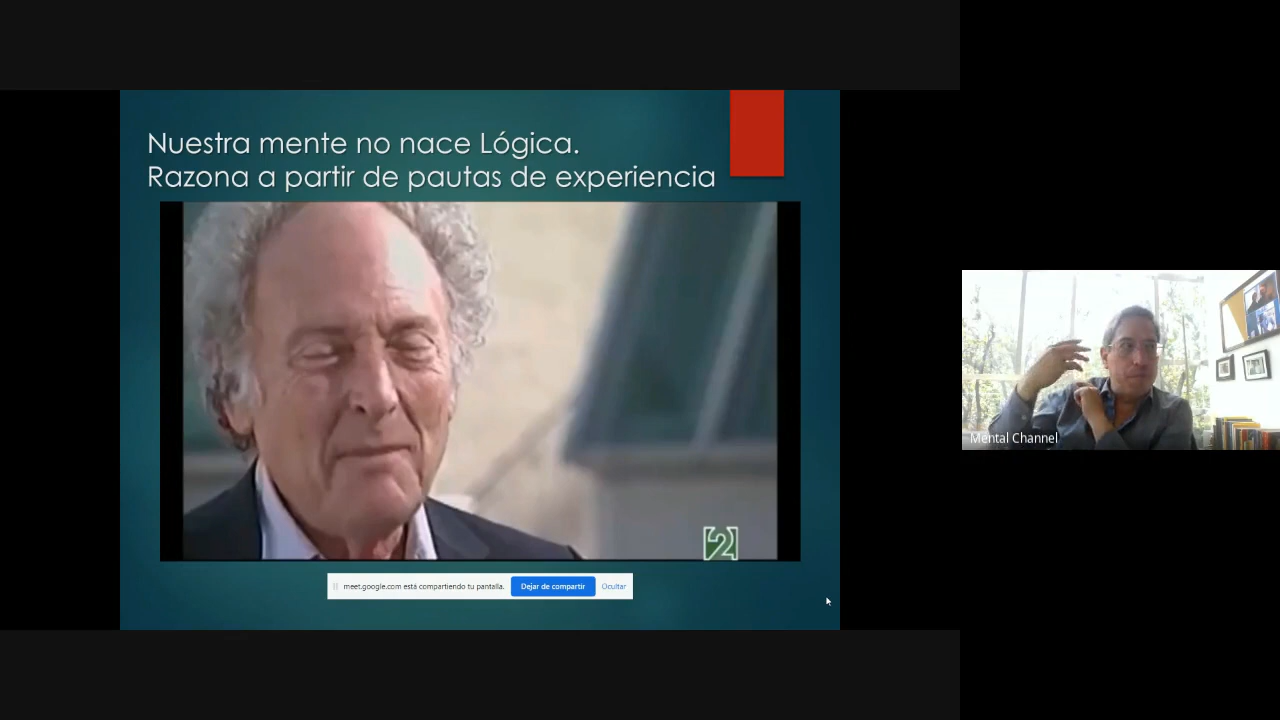 Nuestra mente no nace Lógica.
Razona a partir de pautas de experiencia
2
meet.google.com está compartiendo tu pantalla. Dejar de compartir Ocultar
Mental Channel